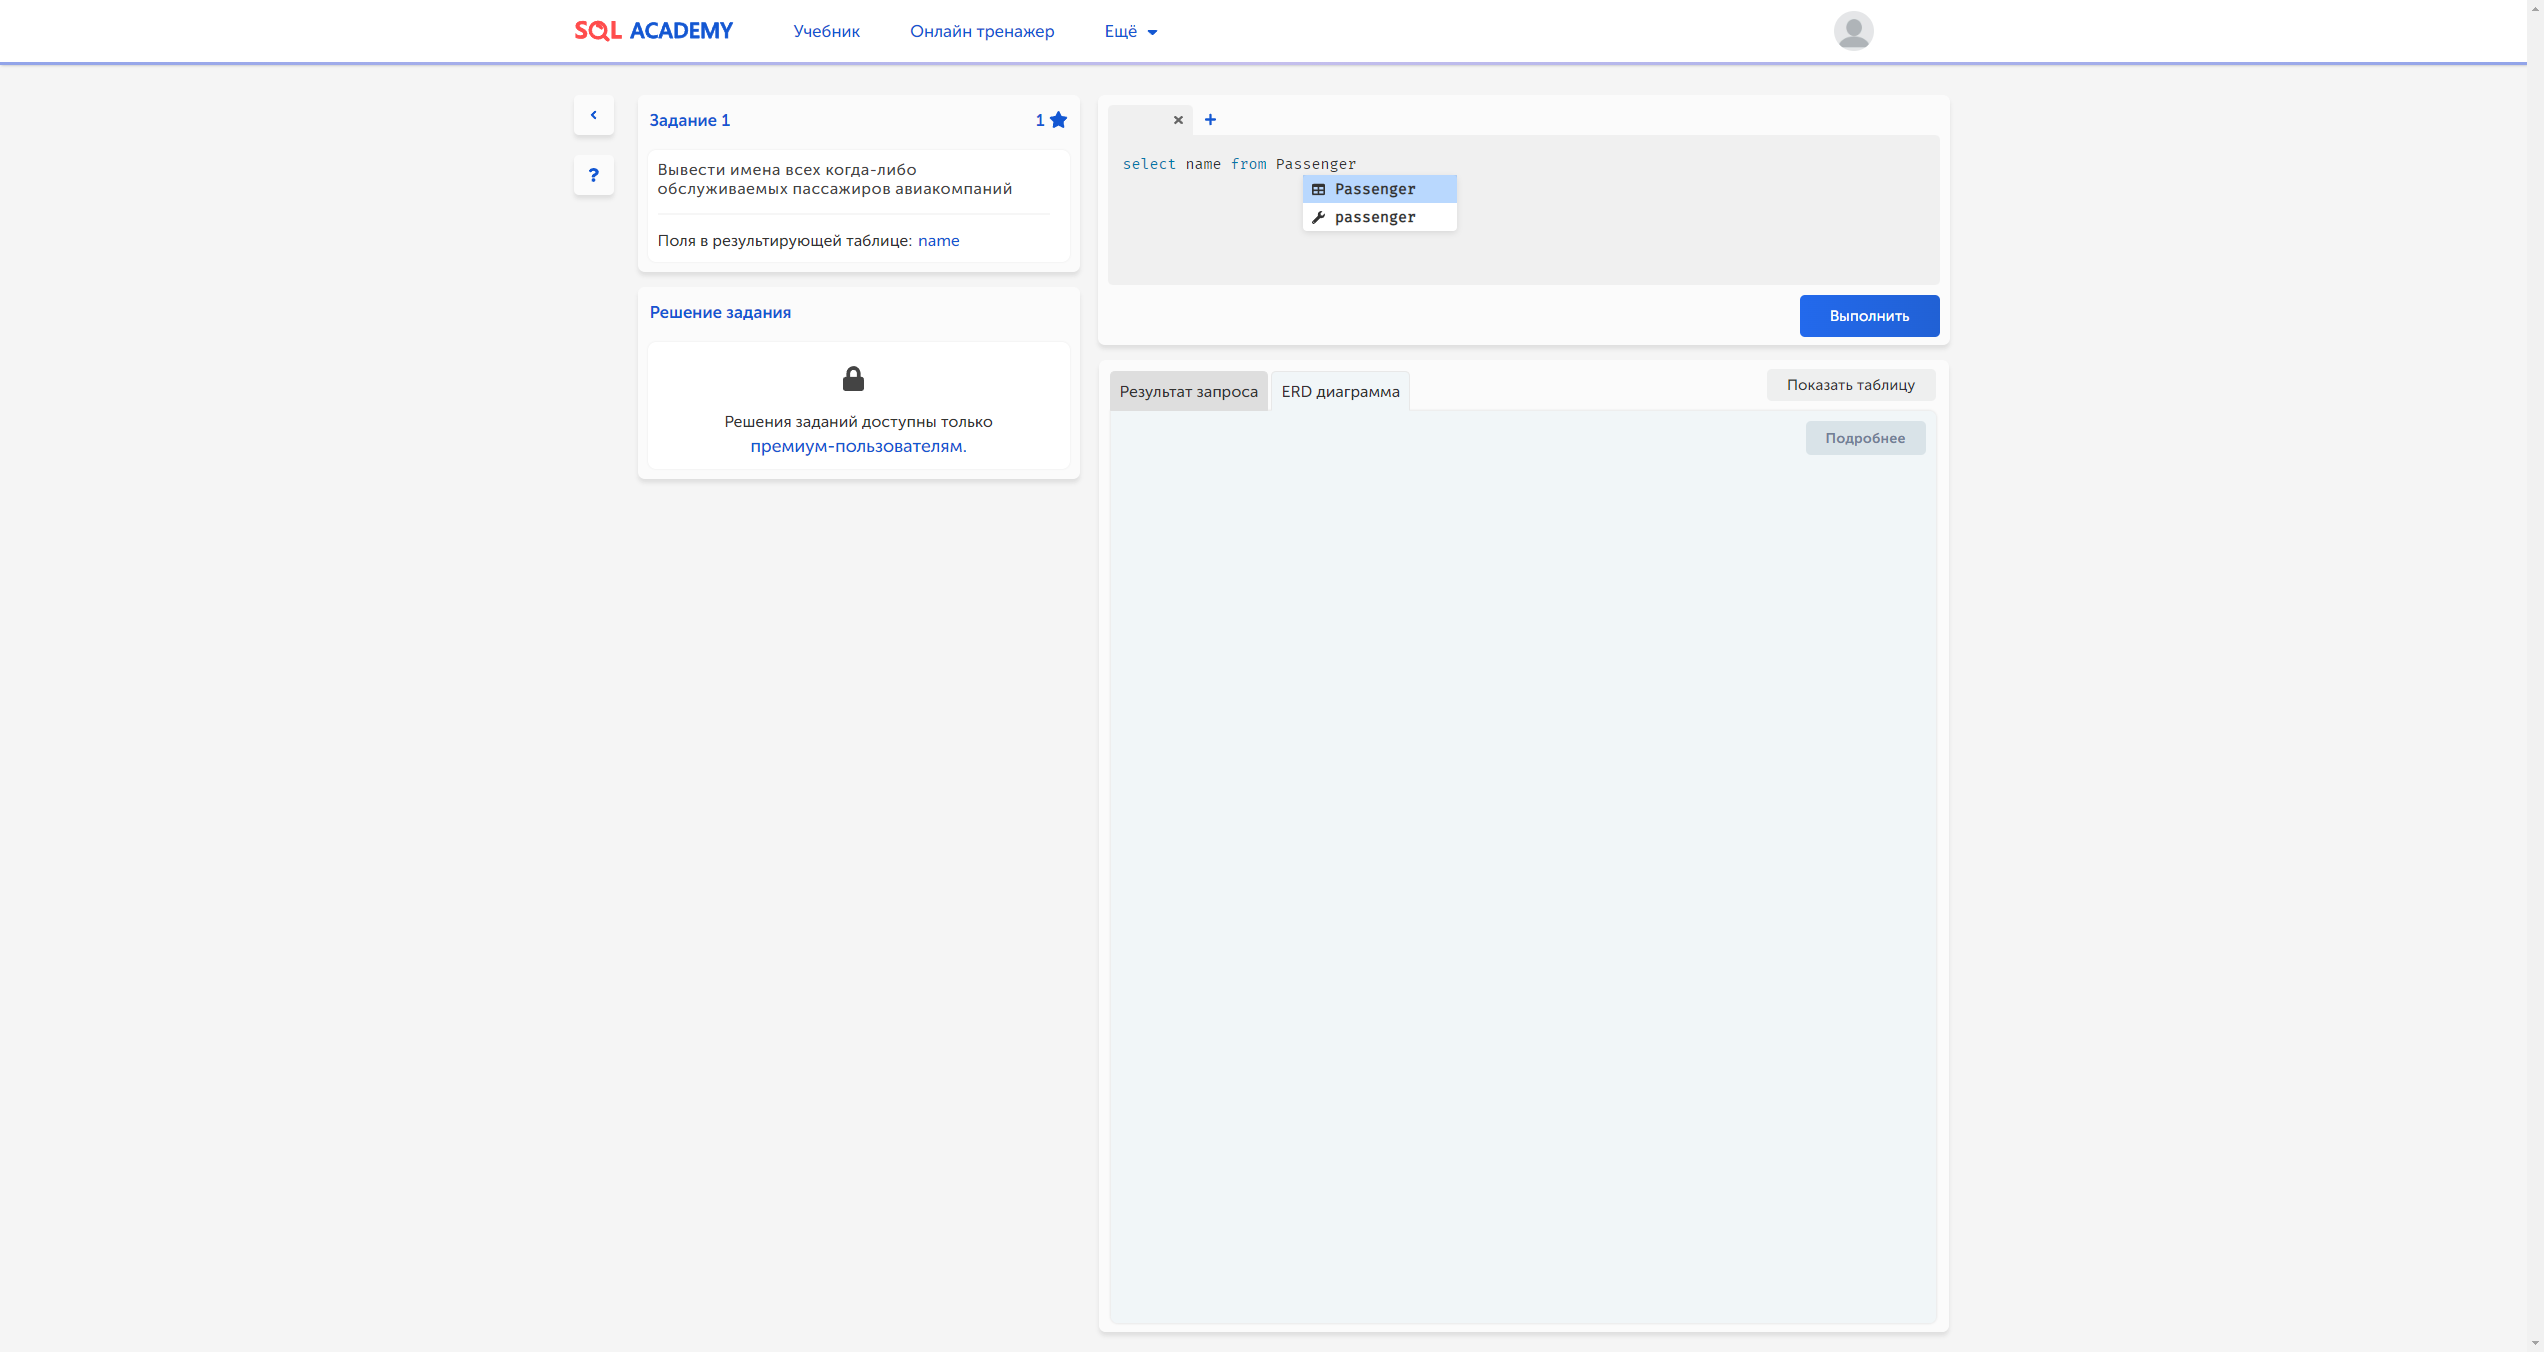 SQL ACADEMY
Учебник
Онлайн тренажер
Ещё
Задание 1
1
Вывести имена всех когда-либо
обслуживаемых пассажиров авиакомпаний
Поля в результирующей таблице: name
?
Решение задания
Решения заданий доступны только
премиум-пользователям.
select name from Passenger
Passenger
passenger
Выполнить
Результат запроса
ERD диаграмма
Показать таблицу
Подробнее